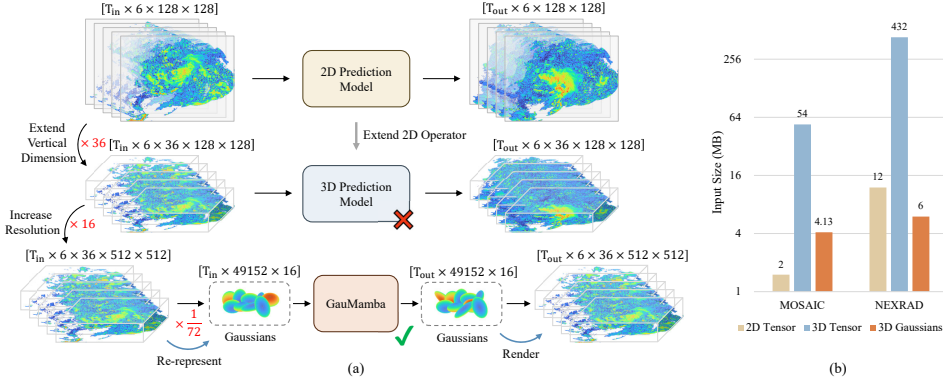 [T_in × 6 × 128 × 128]
[T_out × 6 × 128 × 128]
2D Prediction
Model
Extend
Vertical
Dimension
× 36
Extend 2D Operator
[T_in × 6 × 36 × 128 × 128]
[T_out × 6 × 36 × 128 × 128]
3D Prediction
Model
Increase
Resolution
× 16
[T_in × 6 × 36 × 512 × 512]
[T_in × 49152 × 16]
[T_out × 49152 × 16]
[T_out × 6 × 36 × 512 × 512]
GauMamba
× 1/72
Gaussians
Gaussians
Re-represent
Render
(a)
Input Size (MB)
256
64
16
4
1
2
54
4.13
12
432
6
MOSAIC
NEXRAD
2D Tensor
3D Tensor
3D Gaussians
(b)